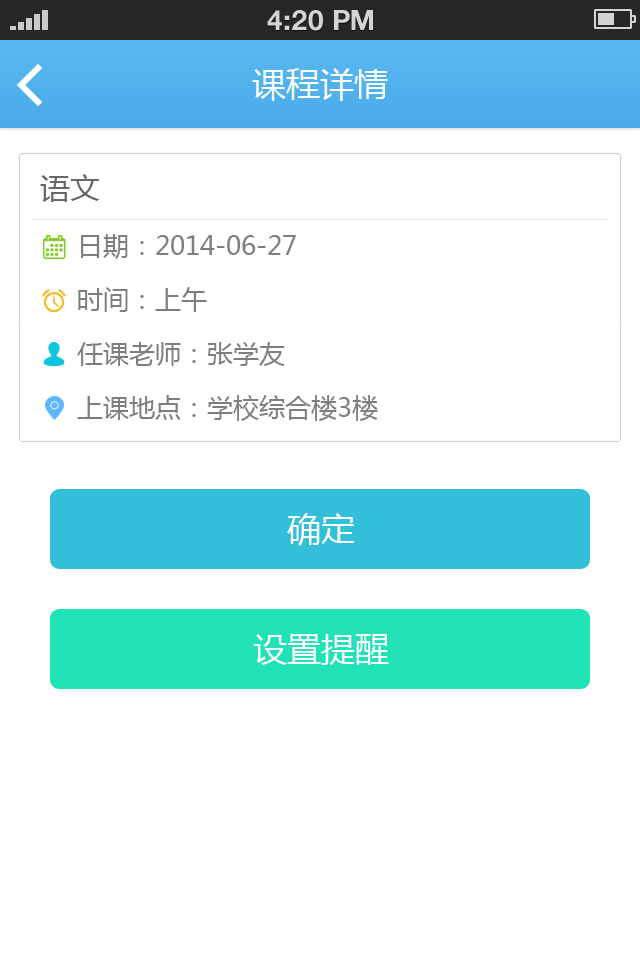 4:20 PM
课程详情
语文
日期：2014-06-27
时间：上午
任课老师：张学友
上课地点：学校综合楼3楼
确定
设置提醒